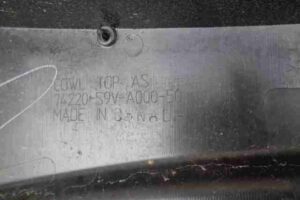 COWL TOP AS
74220-S9V-A000-50
MADE IN CANADA